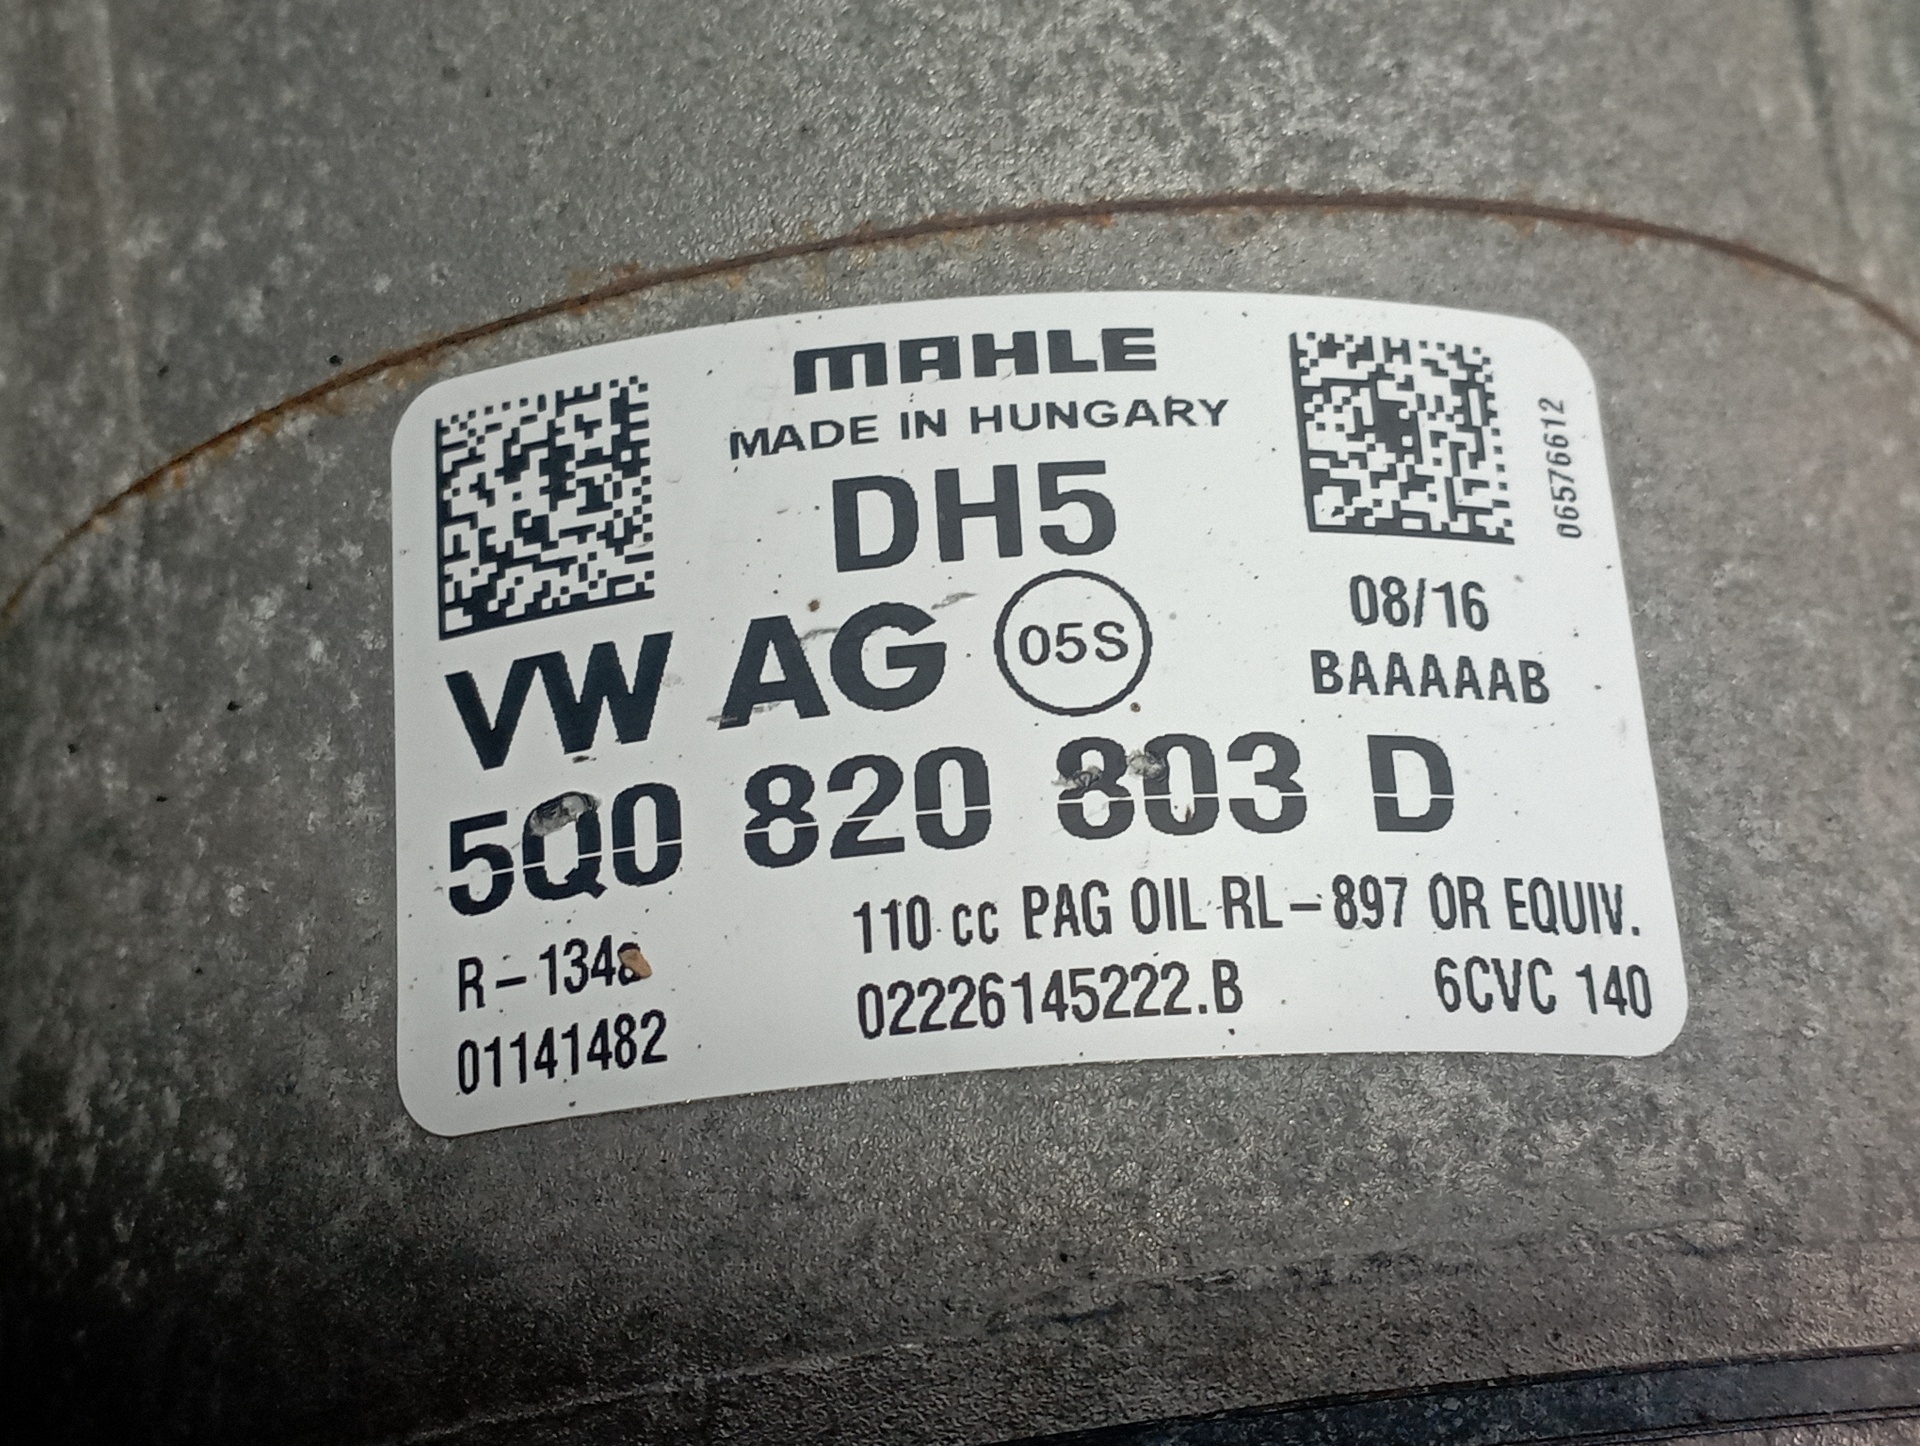 MAHLE
MADE IN HUNGARY
DH5
06576612
VW AG 05S
08/16
BAAAAAB
5Q0 820 803 D
R-134a
110 cc PAG OIL RL-897 OR EQUIV.
01141482
02226145222.B
6CVC 140